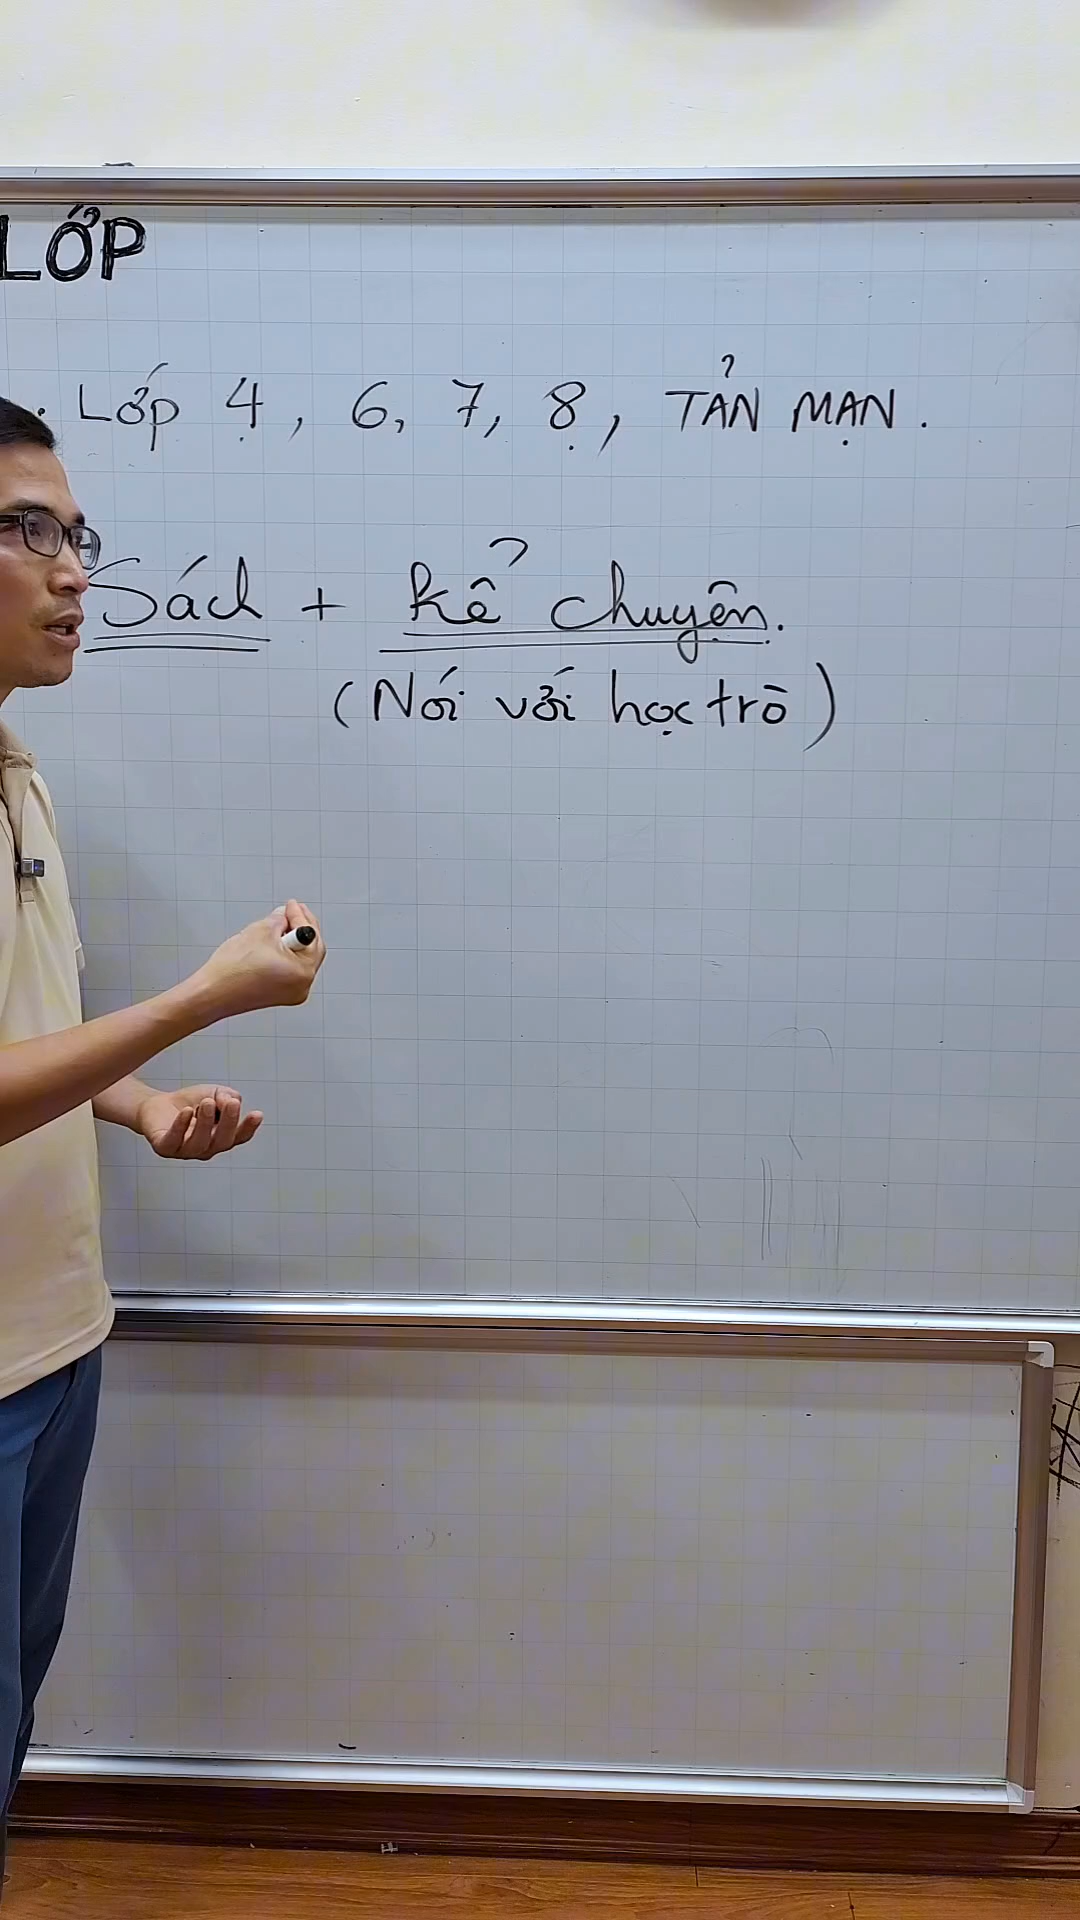 LỚP
. Lớp 4, 6, 7, 8, TẢN MẠN.
Sách + Kể chuyện.
(Nói với học trò)